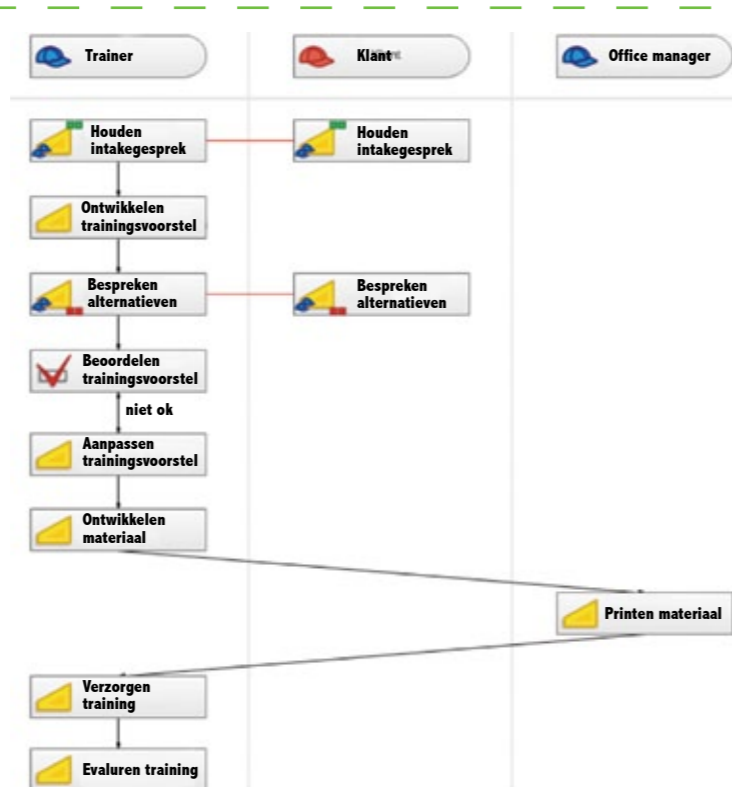 Trainer
Klant
Office manager
Houden
intakegesprek
Houden
intakegesprek
Ontwikkelen
trainingsvoorstel
Bespreken
alternatieven
Bespreken
alternatieven
Beoordelen
trainingsvoorstel
niet ok
Aanpassen
trainingsvoorstel
Ontwikkelen
materiaal
Printen materiaal
Verzorgen
training
Evaluren training